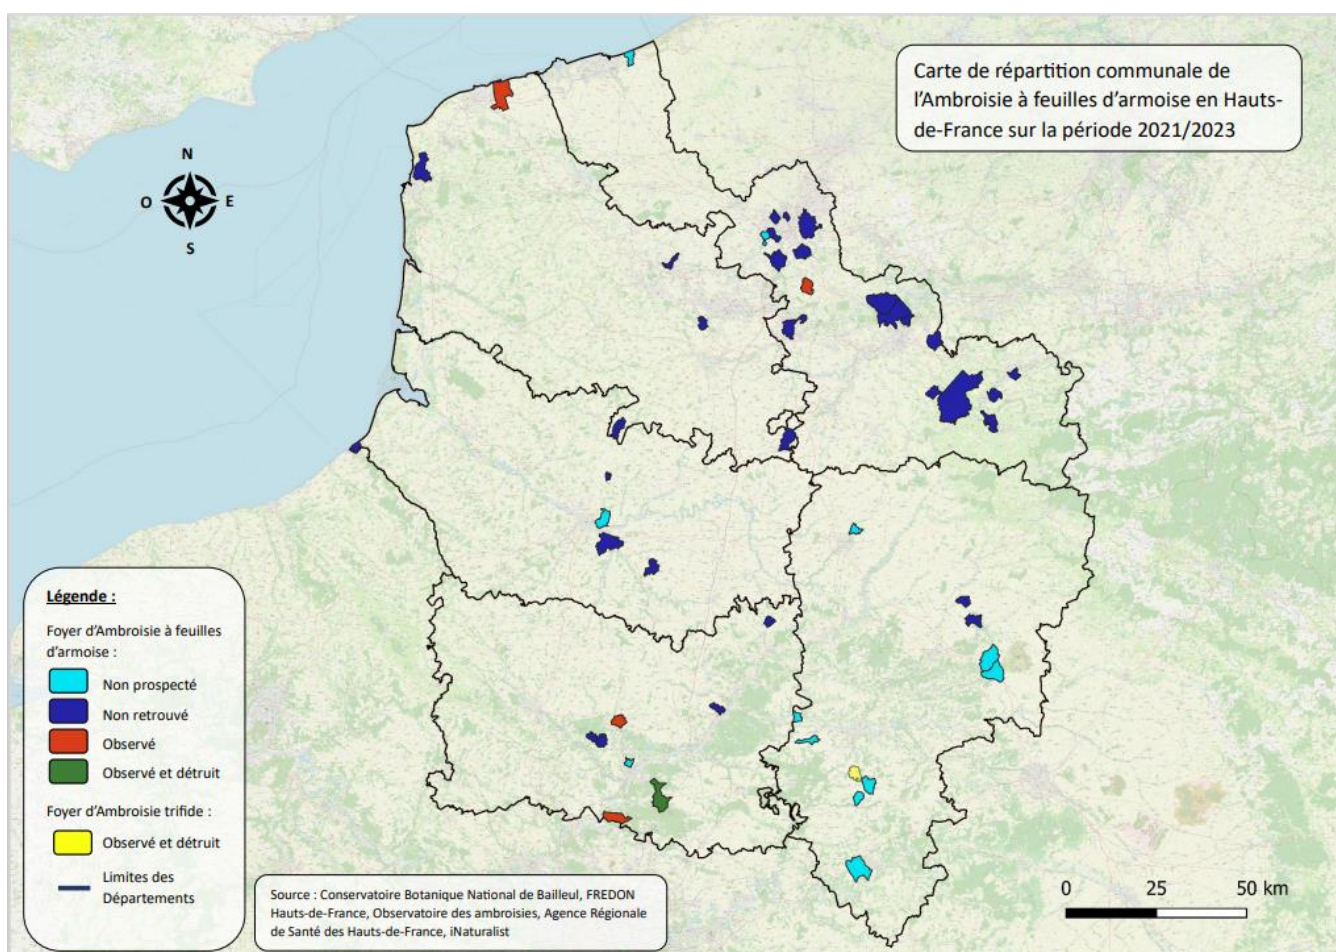 Carte de répartition communale de
l'Ambroisie à feuilles d'armoise en Hauts-
de-France sur la période 2021/2023
N
O
E
S
Légende :
Foyer d'Ambroisie à feuilles
d'armoise :
Non prospecté
Non retrouvé
Observé
Observé et détruit
Foyer d'Ambroisie trifide :
Observé et détruit
Limites des
Départements
Source : Conservatoire Botanique National de Bailleul, FREDON
Hauts-de-France, Observatoire des ambroisies, Agence Régionale
de Santé des Hauts-de-France, iNaturalist
0 25 50 km